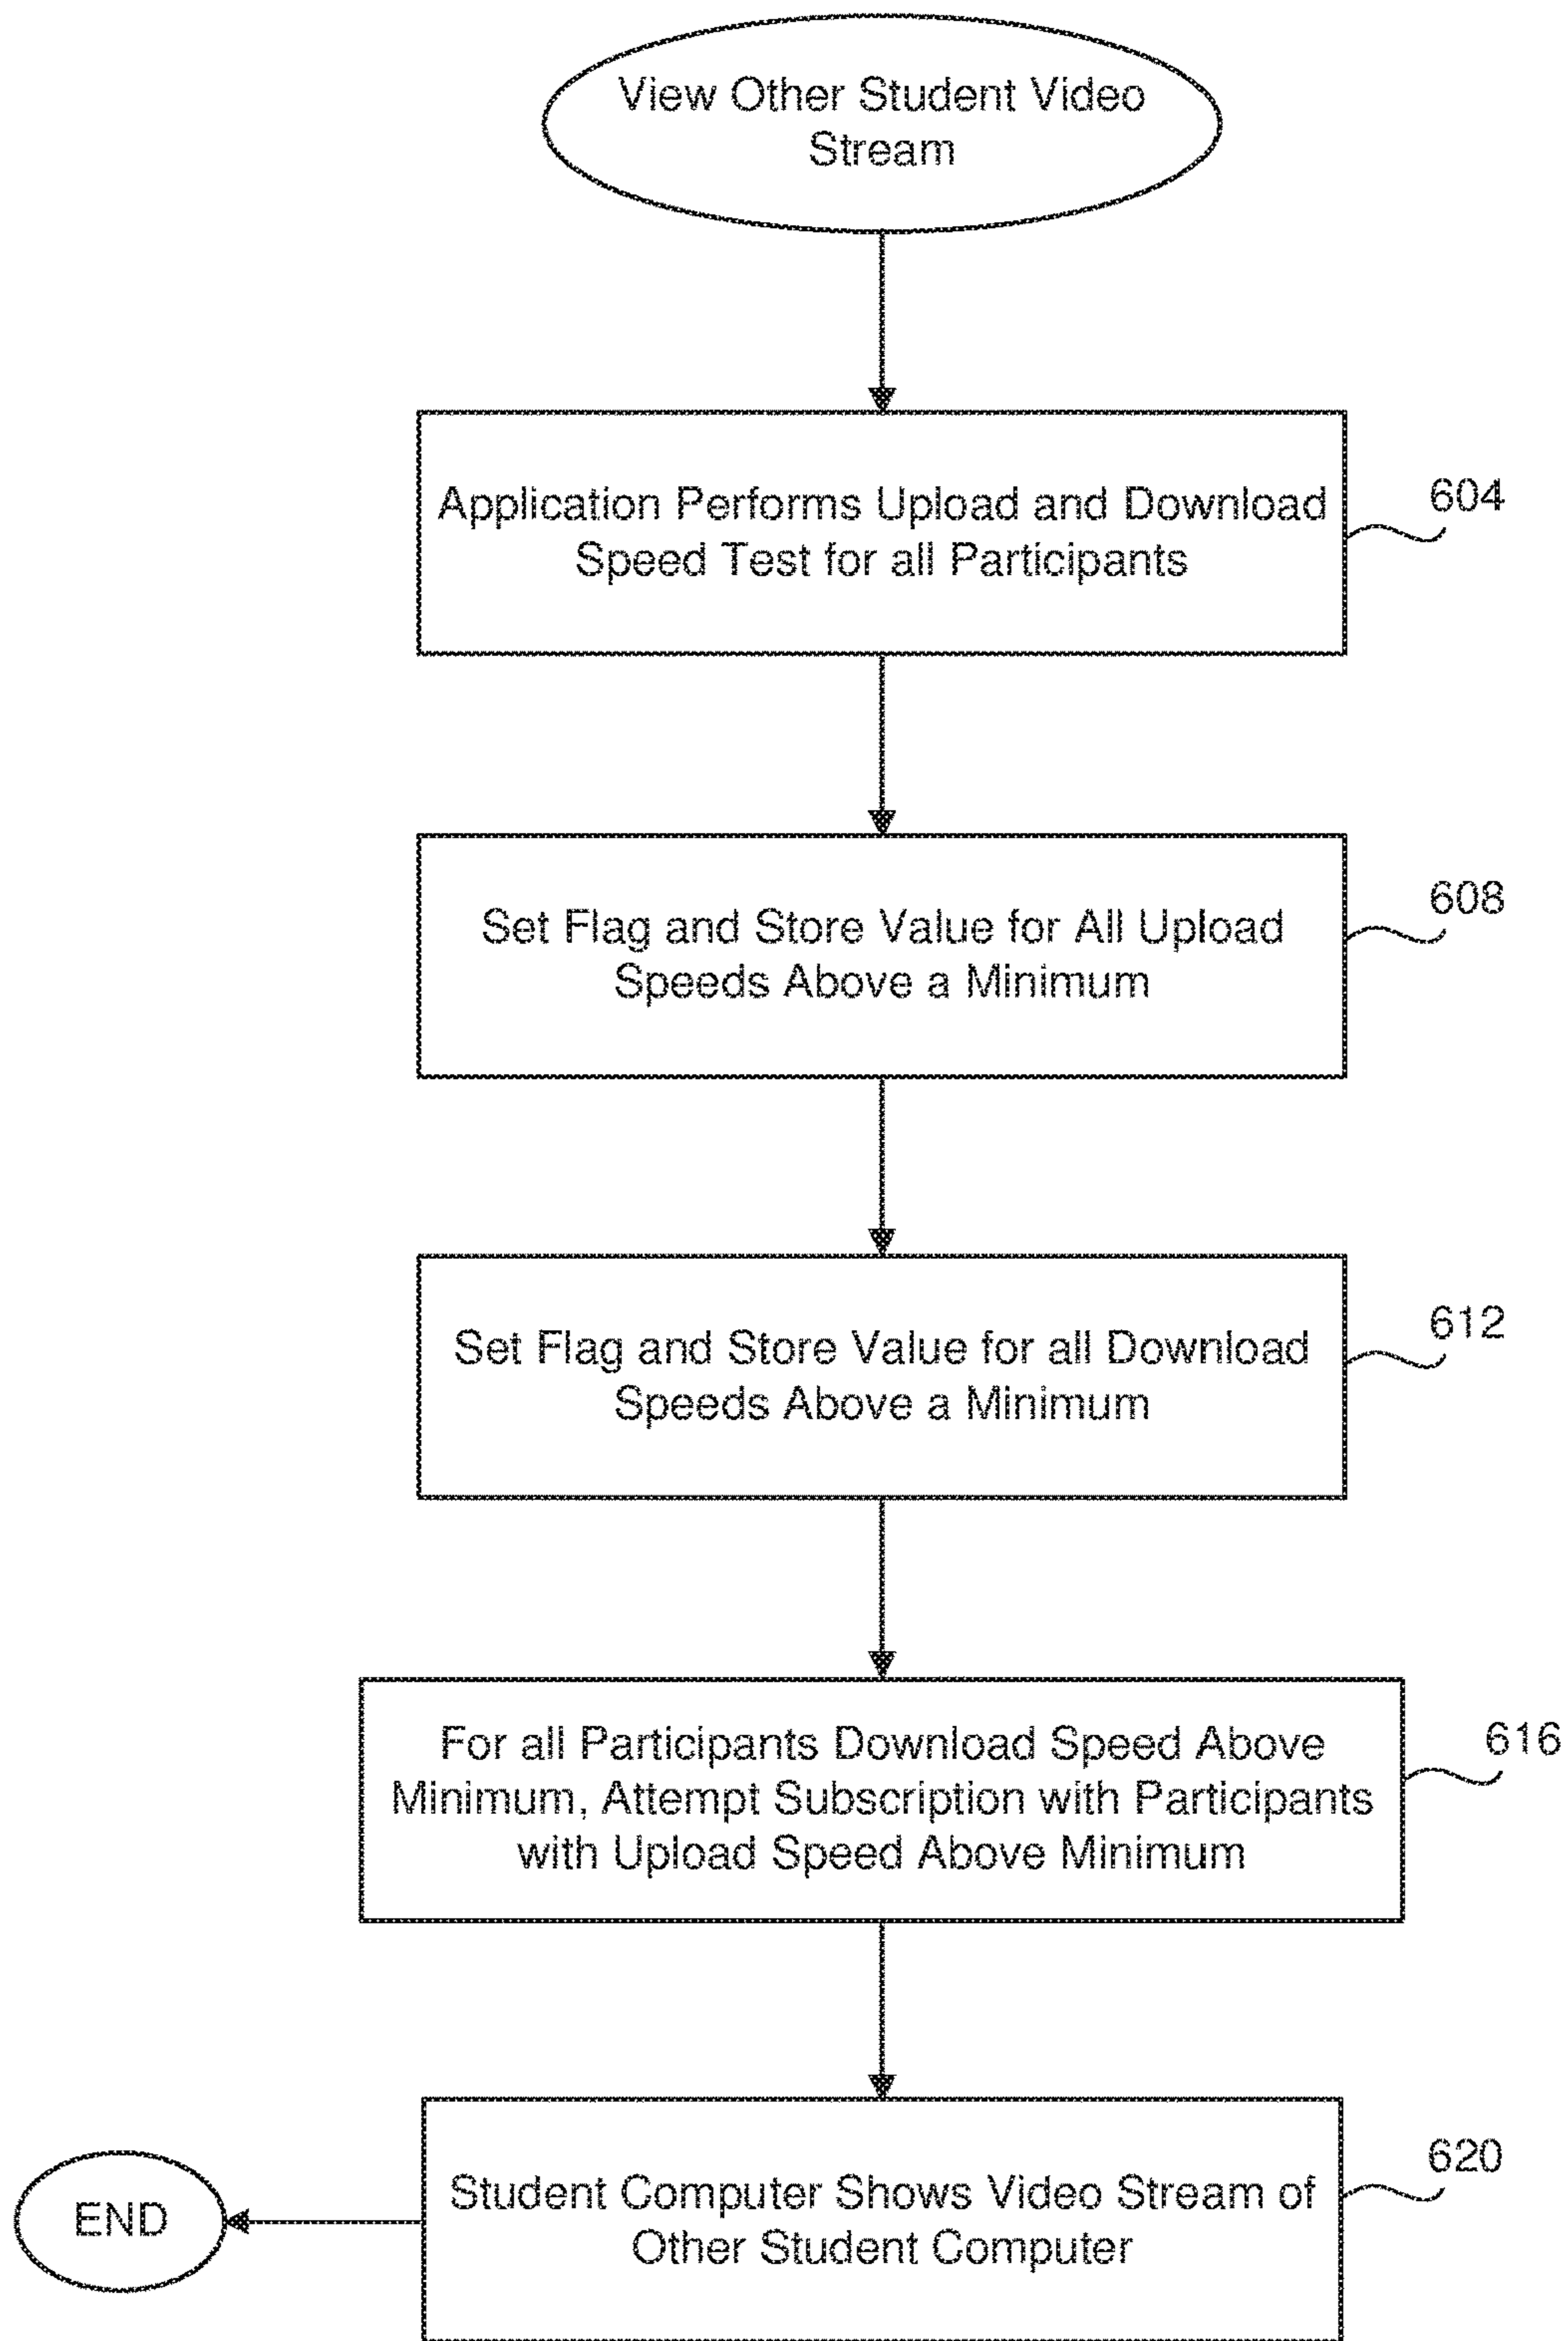 View Other Student Video
Stream
Application Performs Upload and Download
Speed Test for all Participants
604
Set Flag and Store Value for All Upload
Speeds Above a Minimum
608
Set Flag and Store Value for all Download
Speeds Above a Minimum
612
For all Participants Download Speed Above
Minimum, Attempt Subscription with Participants
with Upload Speed Above Minimum
616
Student Computer Shows Video Stream of
Other Student Computer
620
END